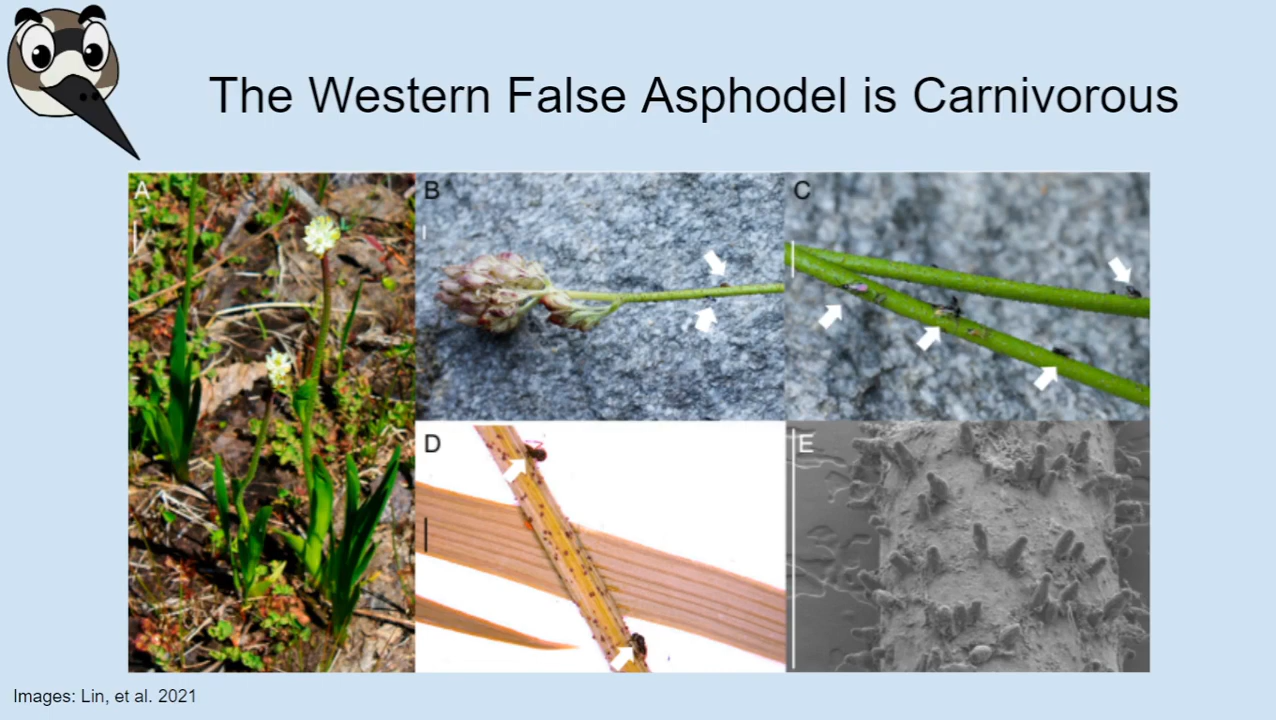 The Western False Asphodel is Carnivorous
A
B
C
D
E
Images: Lin, et al. 2021